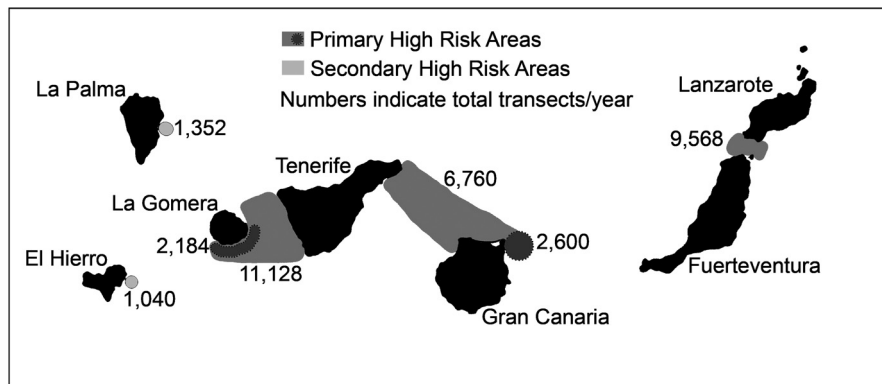 Primary High Risk Areas
Secondary High Risk Areas
Numbers indicate total transects/year
La Palma
1,352
Lanzarote
9,568
Tenerife
6,760
La Gomera
2,184
11,128
2,600
El Hierro
1,040
Fuerteventura
Gran Canaria